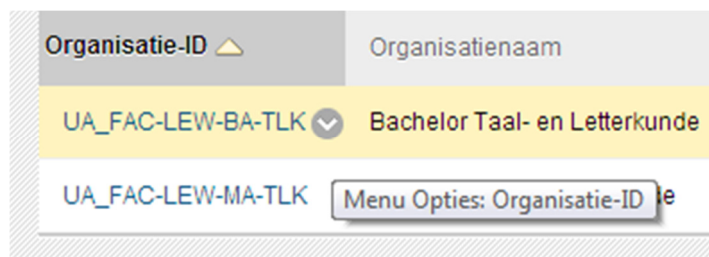 Organisatie-ID Organisatienaam
UA_FAC-LEW-BA-TLK Bachelor Taal- en Letterkunde
UA_FAC-LEW-MA-TLK
Menu Opties: Organisatie-ID